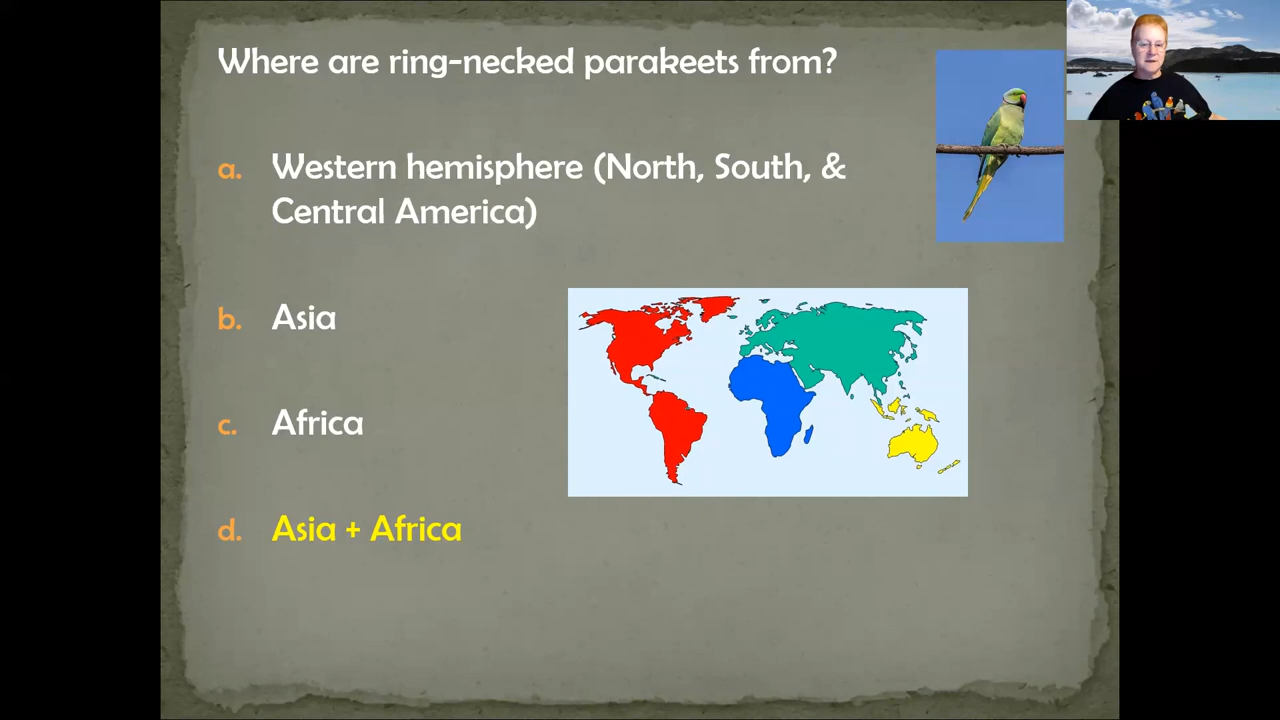 Where are ring-necked parakeets from?
a. Western hemisphere (North, South, &
Central America)
b. Asia
c. Africa
d. Asia + Africa